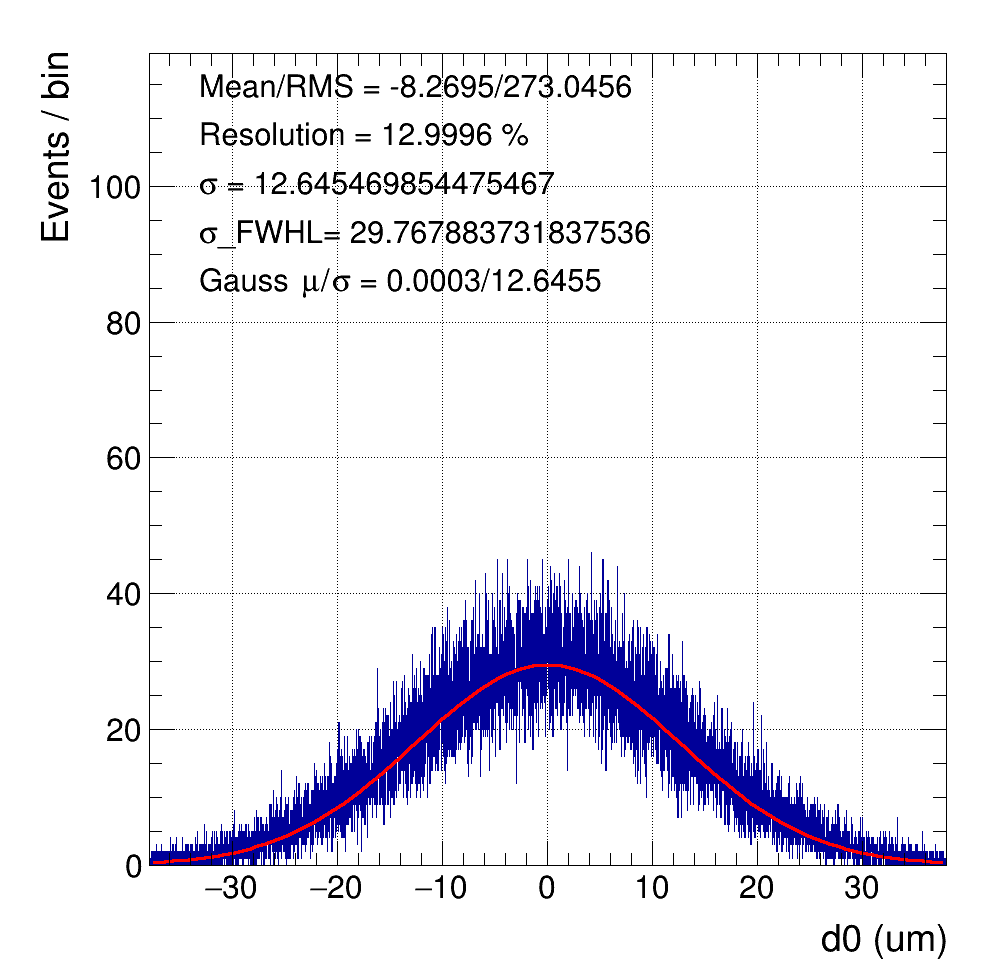 Events / bin
Mean/RMS = -8.2695/273.0456
Resolution = 12.9996 %
σ = 12.645469854475467
σ_FWHL= 29.767883731837536
Gauss μ/σ = 0.0003/12.6455
100
80
60
40
20
0
−30 −20 −10 0 10 20 30
d0 (um)